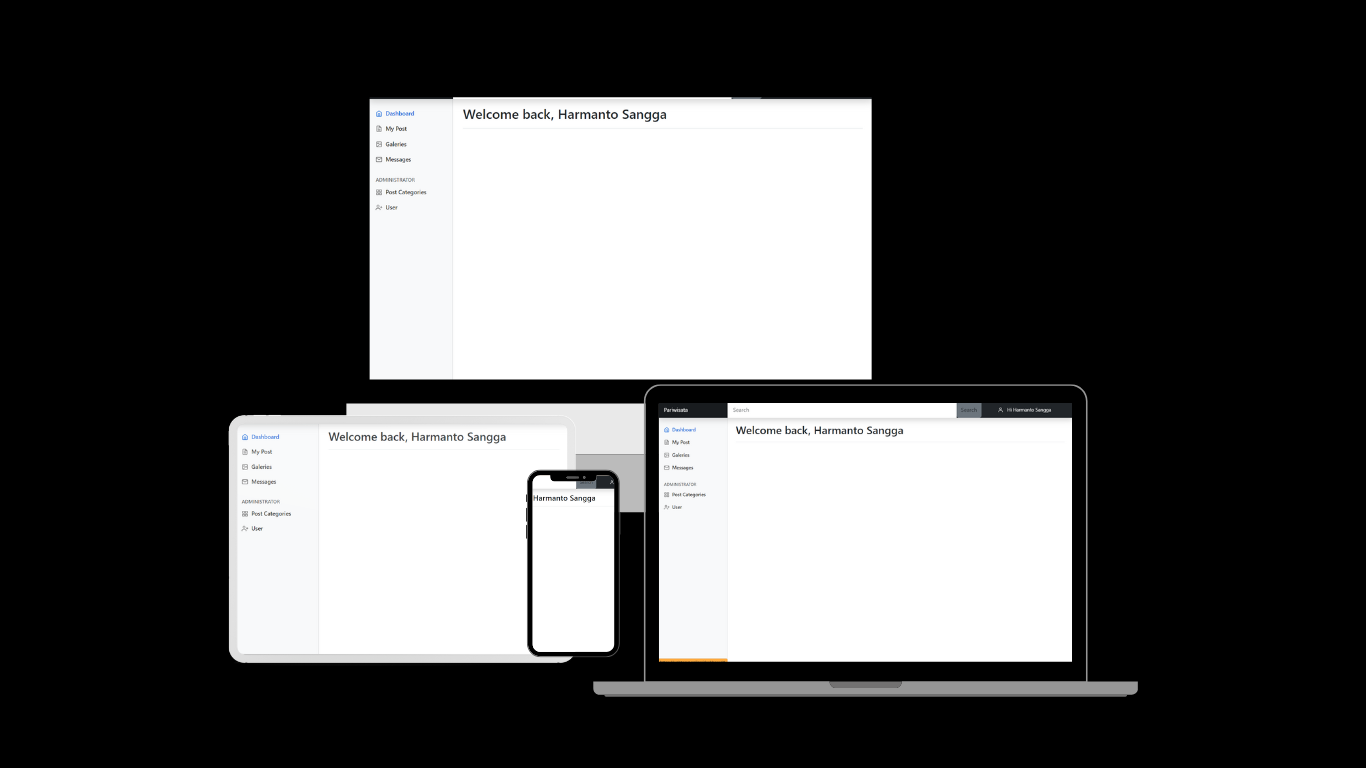 Dashboard
My Post
Galeries
Messages
ADMINISTRATOR
Post Categories
User
Welcome back, Harmanto Sangga
Dashboard
My Post
Galeries
Messages
ADMINISTRATOR
Post Categories
User
Welcome back, Harmanto Sangga
Harmanto Sangga
Pariwisata
Search
Search
Hi Harmanto Sangga
Dashboard
My Post
Galeries
Messages
ADMINISTRATOR
Post Categories
User
Welcome back, Harmanto Sangga